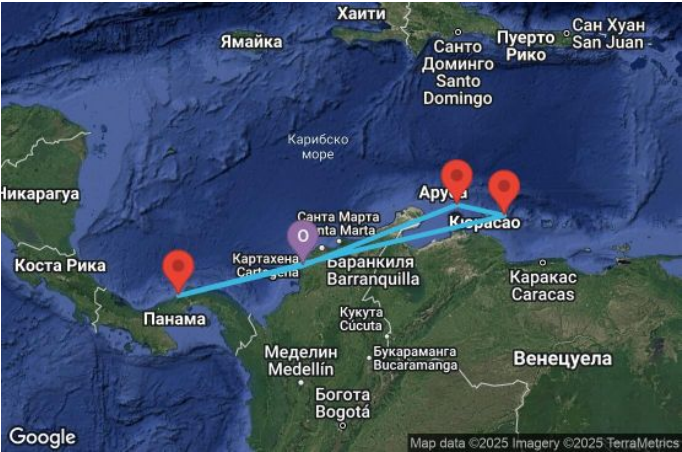 Хаити
Ямайка
Сан Хуан
San Juan
Пуерто
Рико
Санто
Доминго
Santo
Domingo
Карибско
море
Никарагуа
Аруба
Кюрасао
Санта Марта
Santa Marta
O
Картахена
Cartagena
Баранкиля
Barranquilla
Коста Рика
Каракас
Caracas
Панама
Кукута
Cúcuta
Меделин
Medellín
Букараманга
Bucaramanga
Венецуела
Богота
Bogotá
Google
Map data ©2025 Imagery ©2025 TerraMetrics